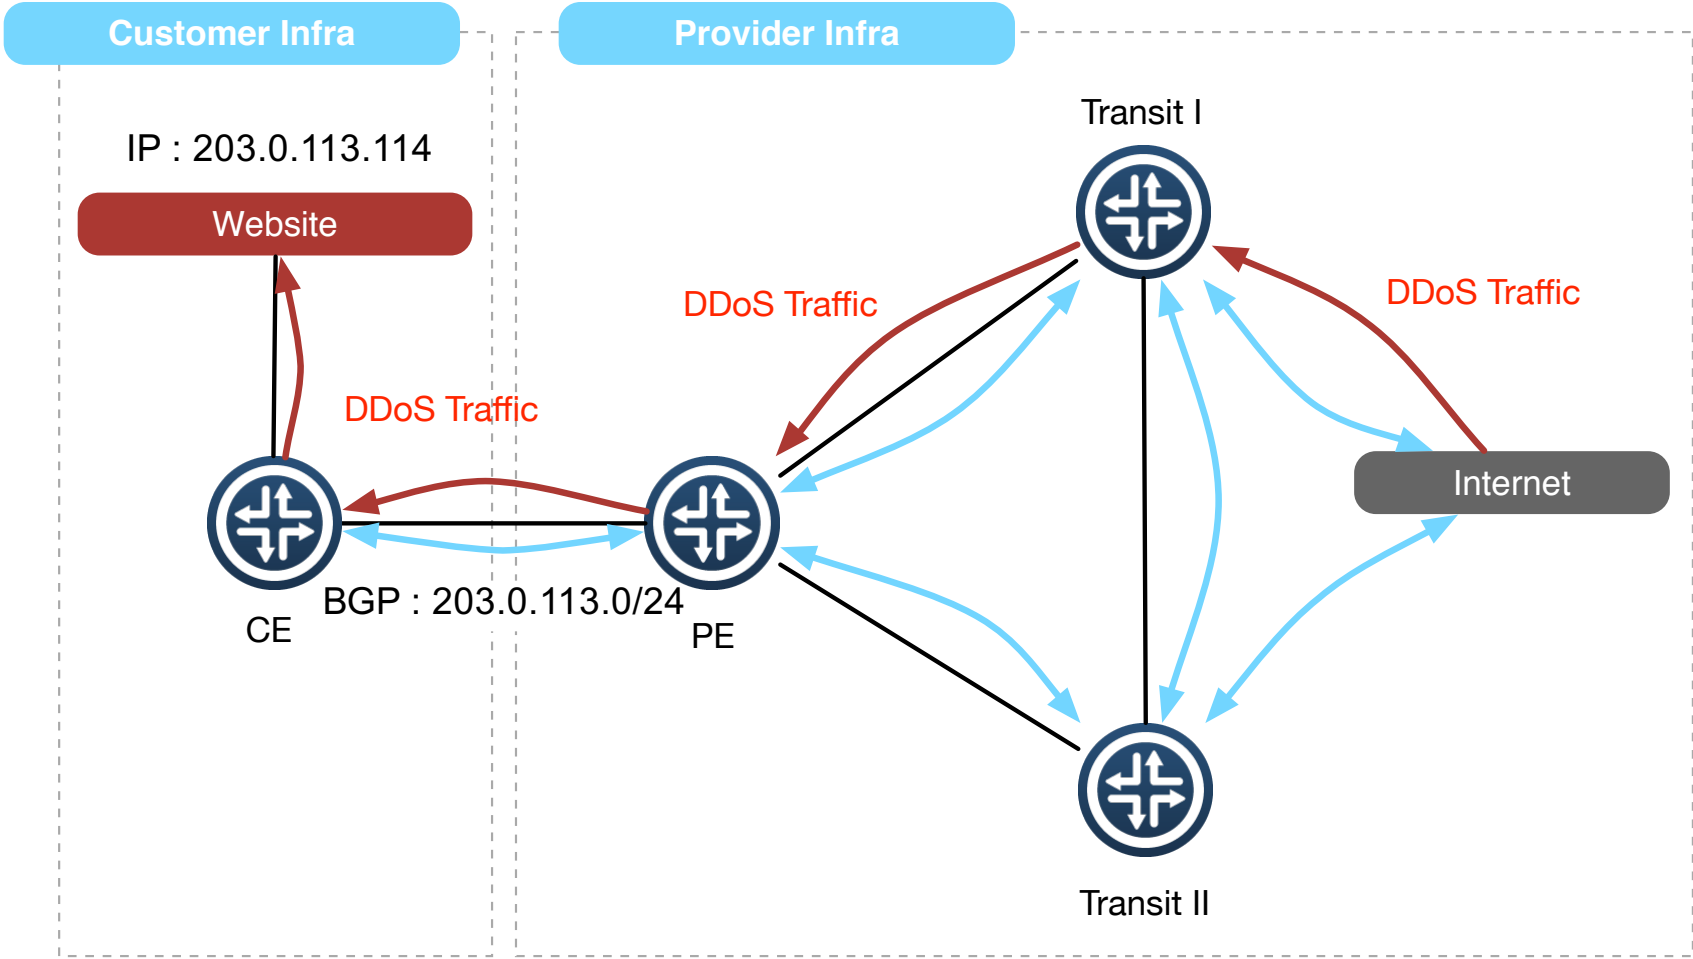 Customer Infra
Provider Infra
Transit I
IP : 203.0.113.114
Website
DDoS Traffic
DDoS Traffic
DDoS Traffic
Internet
BGP : 203.0.113.0/24
CE
PE
Transit II